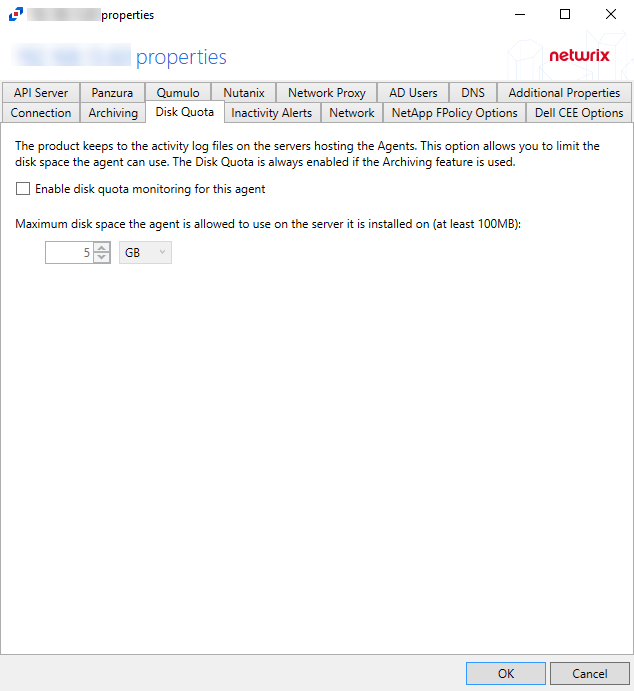 properties
properties
netwrix
API Server Panzura Qumulo Nutanix Network Proxy AD Users DNS Additional Properties
Connection Archiving Disk Quota Inactivity Alerts Network NetApp FPolicy Options Dell CEE Options
The product keeps to the activity log files on the servers hosting the Agents. This option allows you to limit the
disk space the agent can use. The Disk Quota is always enabled if the Archiving feature is used.
Enable disk quota monitoring for this agent
Maximum disk space the agent is allowed to use on the server it is installed on (at least 100MB):
5 GB
OK Cancel